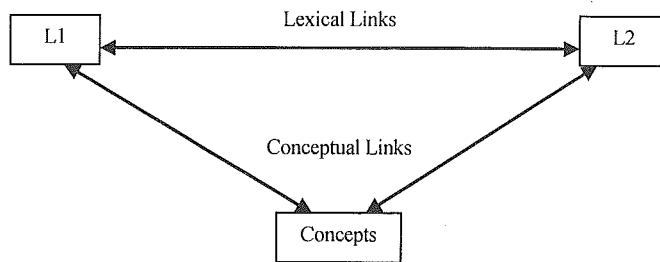 Lexical Links
L1
L2
Conceptual Links
Concepts